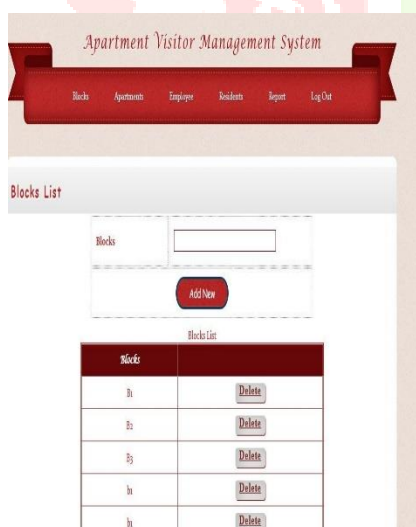 Apartment Visitor Management System
Blocks Apartments Employee Residents Report Log Out
Blocks List
Blocks
Add New
Blocks List
Blocks
B1 Delete
B2 Delete
B3 Delete
b1 Delete
b1 Delete